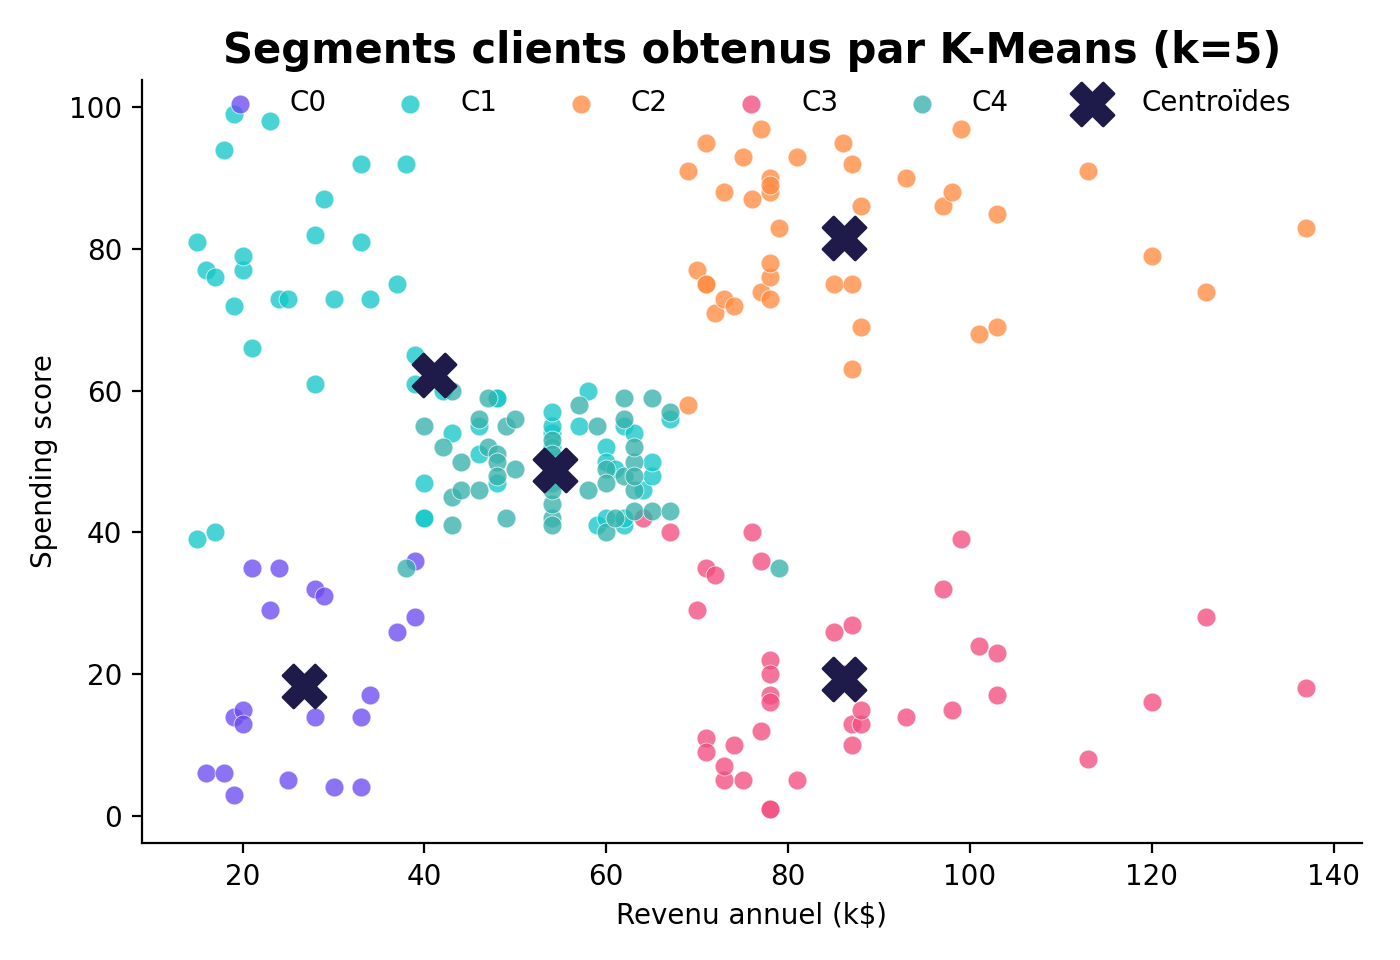 Segments clients obtenus par K-Means (k=5)
C0 C1 C2 C3 C4 Centroïdes
100
80
60
40
20
0
Spending score
20 40 60 80 100 120 140
Revenu annuel (k$)